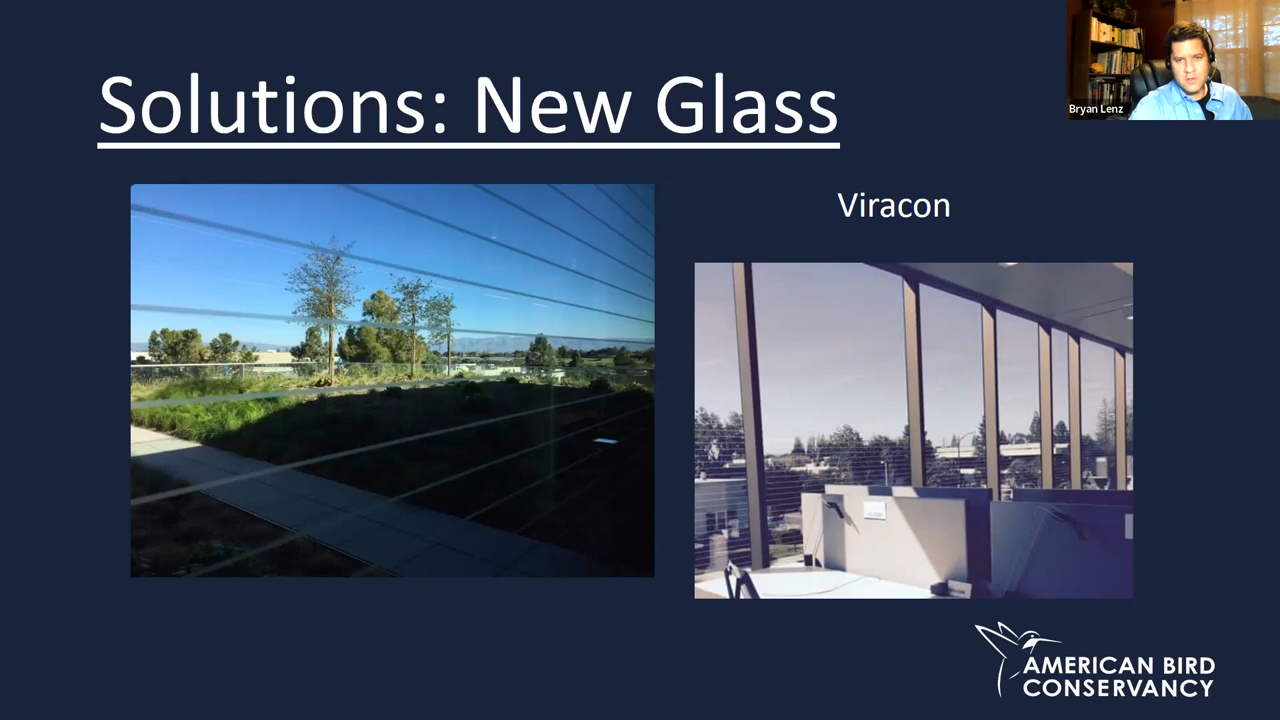 Solutions: New Glass
Bryan Lenz
Viracon
AMERICAN BIRD
CONSERVANCY